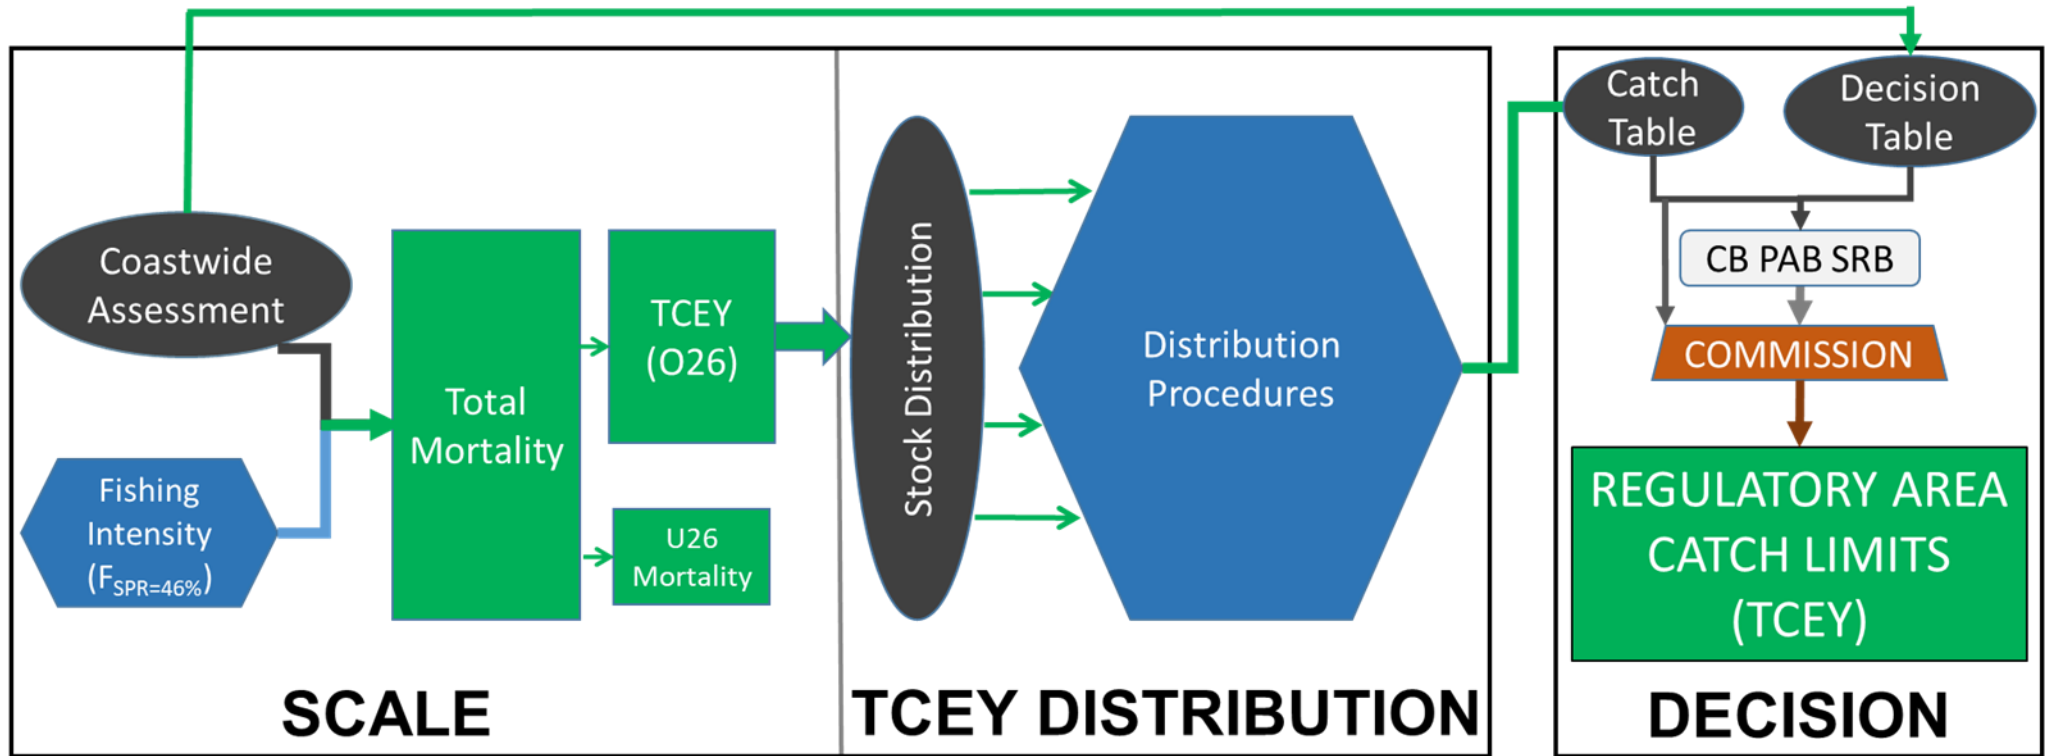 Coastwide
Assessment
Fishing
Intensity
(F_SPR=46%)
Total
Mortality
TCEY
(O26)
U26
Mortality
SCALE
Stock Distribution
Distribution
Procedures
TCEY DISTRIBUTION
Catch
Table
Decision
Table
CB PAB SRB
COMMISSION
REGULATORY AREA
CATCH LIMITS
(TCEY)
DECISION